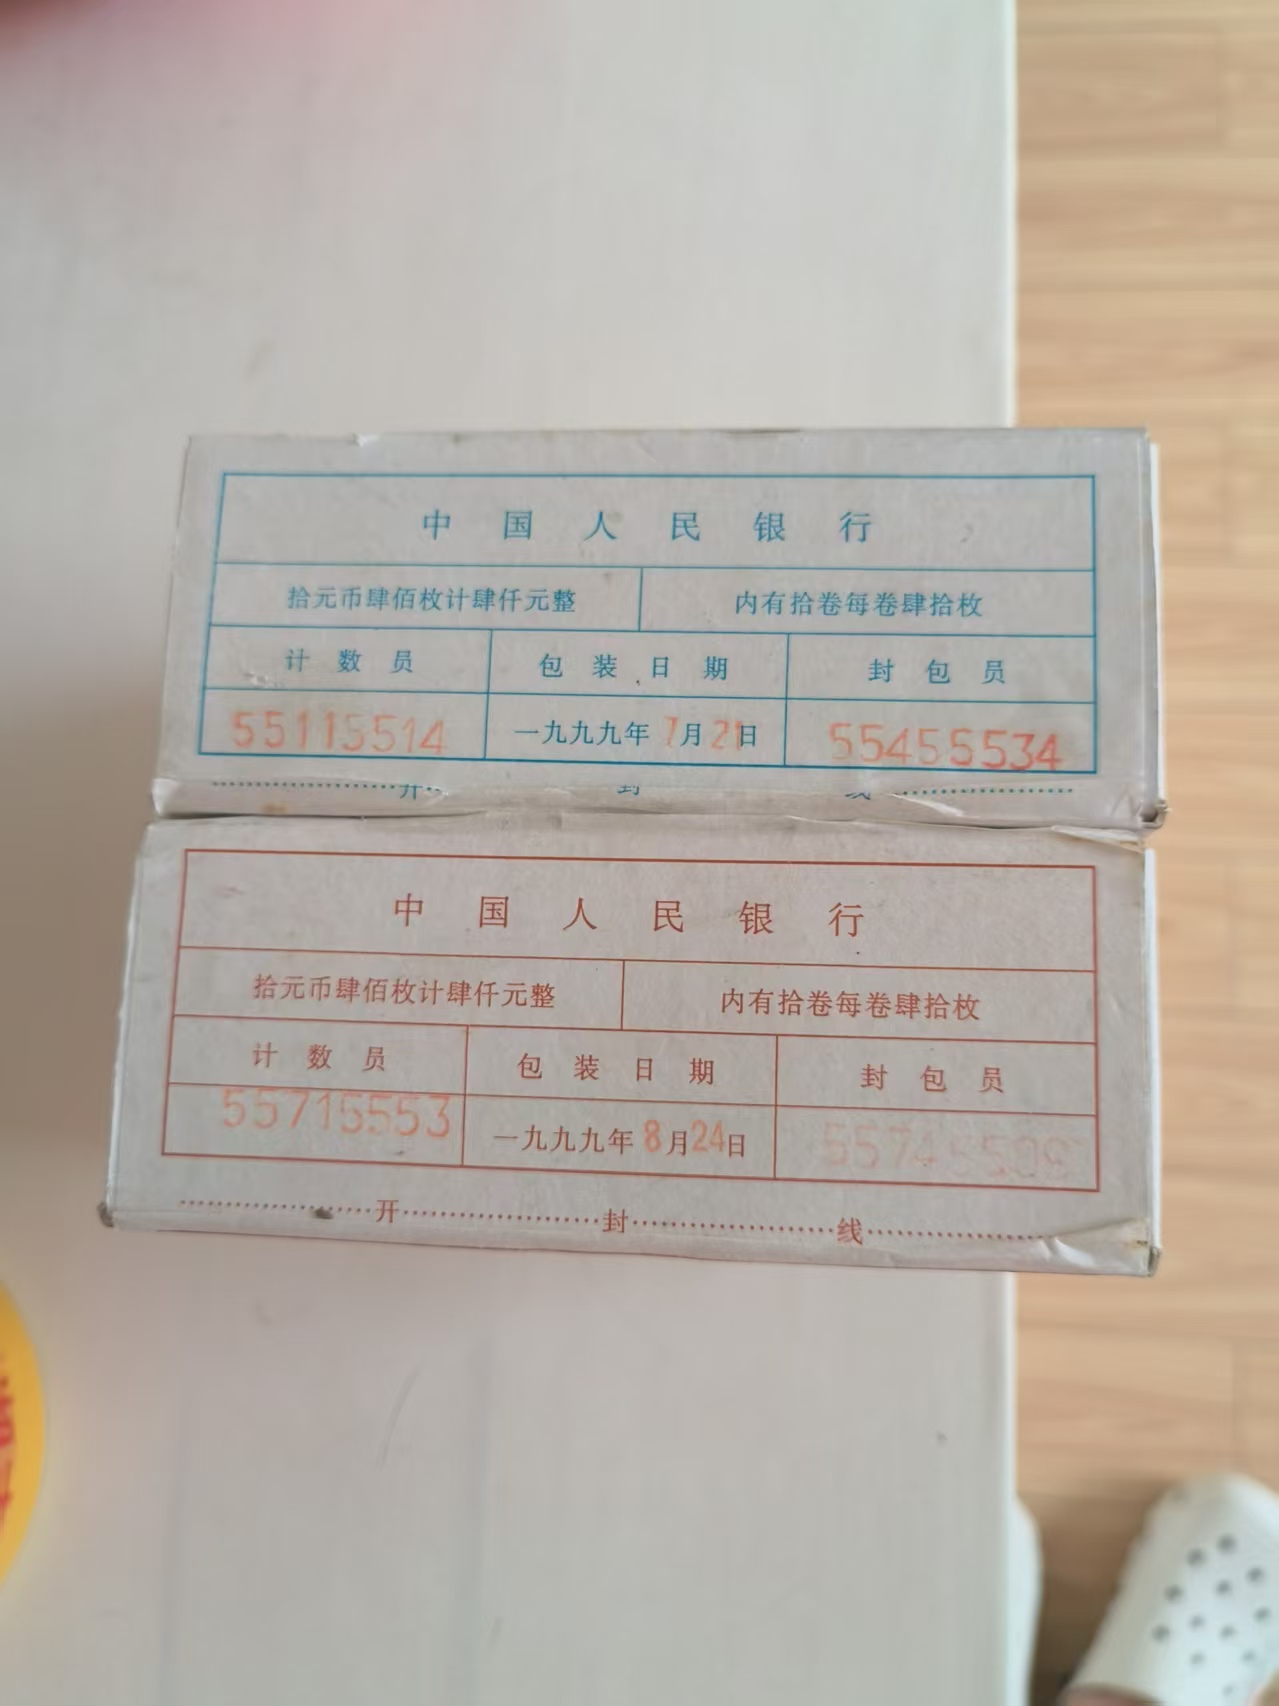 中国人民银行
拾元币肆佰枚计肆仟元整 内有拾卷每卷肆拾枚
计数员 包装日期 封包员
55115514 一九九九年7月21日 55455534
开封线
中国人民银行
拾元币肆佰枚计肆仟元整 内有拾卷每卷肆拾枚
计数员 包装日期 封包员
55715553 一九九九年8月24日
开封线